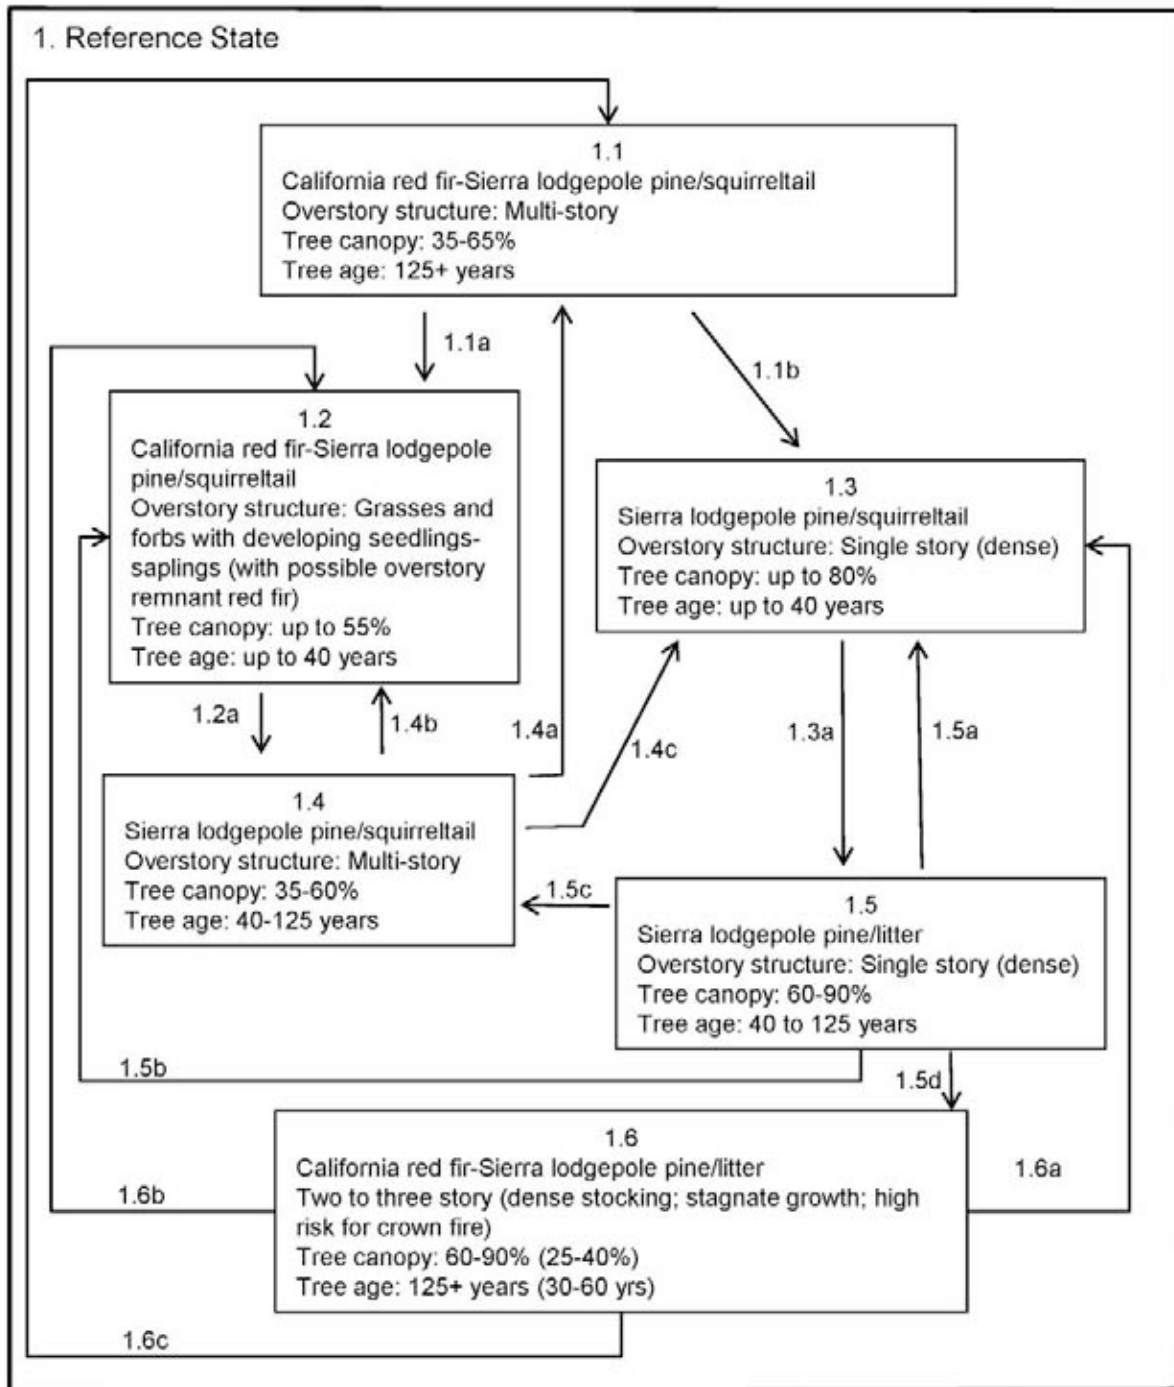 1. Reference State
1.1
California red fir-Sierra lodgepole pine/squirreltail
Overstory structure: Multi-story
Tree canopy: 35-65%
Tree age: 125+ years
1.1a
1.1b
1.2
California red fir-Sierra lodgepole
pine/squirreltail
Overstory structure: Grasses and
forbs with developing seedlings-
saplings (with possible overstory
remnant red fir)
Tree canopy: up to 55%
Tree age: up to 40 years
1.3
Sierra lodgepole pine/squirreltail
Overstory structure: Single story (dense)
Tree canopy: up to 80%
Tree age: up to 40 years
1.2a
1.4b
1.4a
1.4c
1.3a
1.5a
1.4
Sierra lodgepole pine/squirreltail
Overstory structure: Multi-story
Tree canopy: 35-60%
Tree age: 40-125 years
1.5c
1.5
Sierra lodgepole pine/litter
Overstory structure: Single story (dense)
Tree canopy: 60-90%
Tree age: 40 to 125 years
1.5b
1.5d
1.6
California red fir-Sierra lodgepole pine/litter
Two to three story (dense stocking; stagnate growth; high
risk for crown fire)
Tree canopy: 60-90% (25-40%)
Tree age: 125+ years (30-60 yrs)
1.6a
1.6b
1.6c